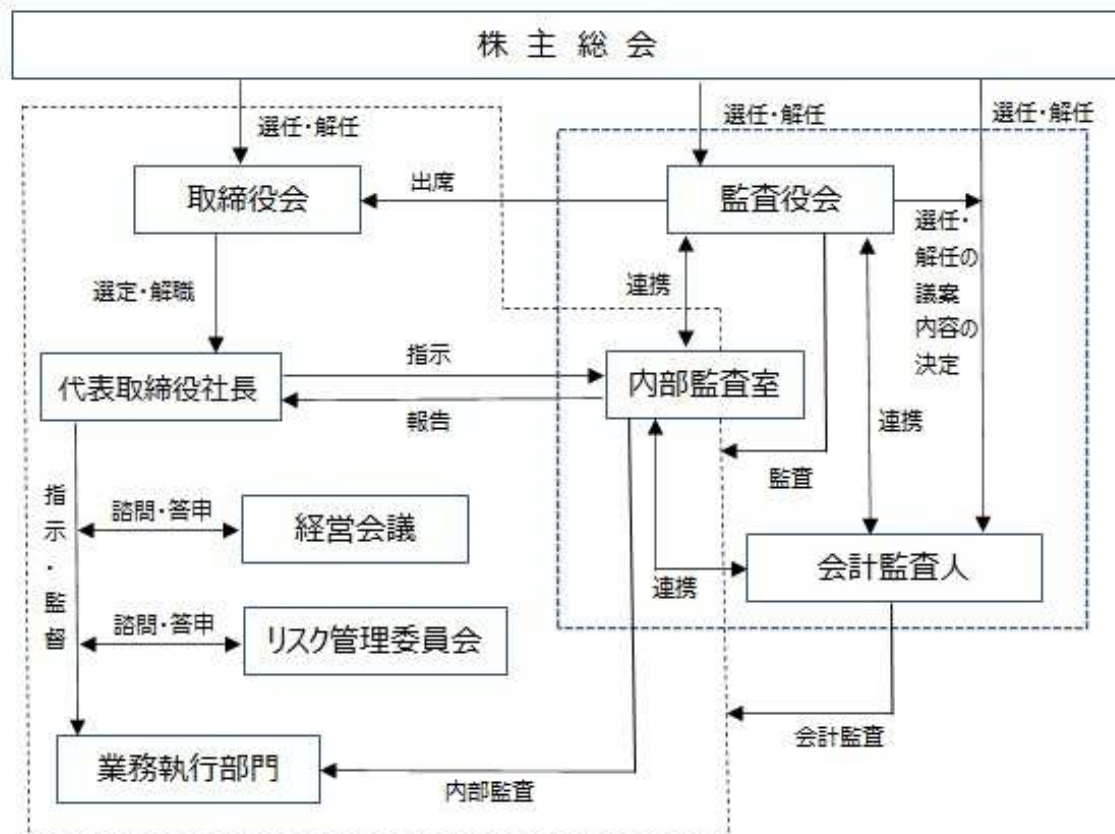 株主総会
選任・解任
選任・解任
選任・解任
取締役会
出席
監査役会
選任・
解任の
議案
内容の
決定
選定・解職
連携
代表取締役社長
指示
報告
内部監査室
連携
監査
指示・監督
諮問・答申
経営会議
連携
会計監査人
諮問・答申
リスク管理委員会
会計監査
業務執行部門
内部監査